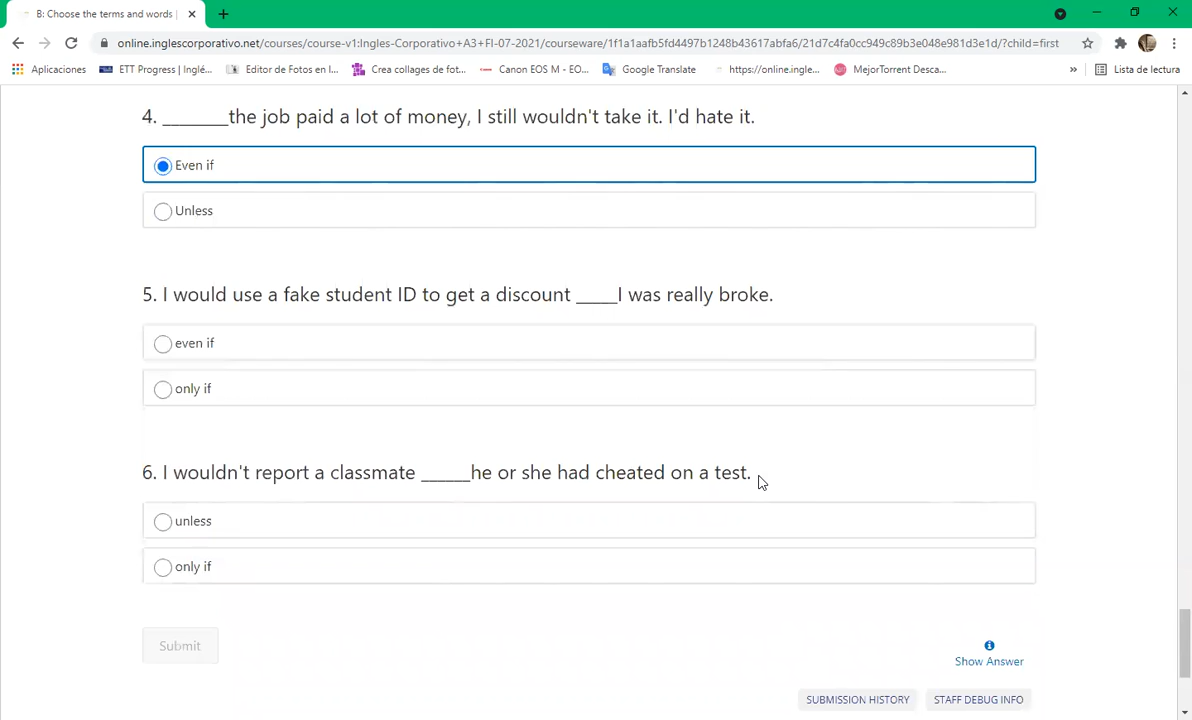 B: Choose the terms and words |
online.inglescorporativo.net/courses/course-v1:Ingles-Corporativo+A3+FI-07-2021/courseware/1f1a1aafb5fd4497b1248b43617abfa6/21d7c4fa0cc949c89b3e048e981d3e1d/?child=first
Aplicaciones ETT Progress | Inglé... Editor de Fotos en l... Crea collages de fot... Canon EOS M - EO... Google Translate https://online.ingle... MejorTorrent Desca... » Lista de lectura
4. _______the job paid a lot of money, I still wouldn't take it. I'd hate it.
Even if
Unless
5. I would use a fake student ID to get a discount ____I was really broke.
even if
only if
6. I wouldn't report a classmate _____he or she had cheated on a test.
unless
only if
Submit
Show Answer
SUBMISSION HISTORY STAFF DEBUG INFO